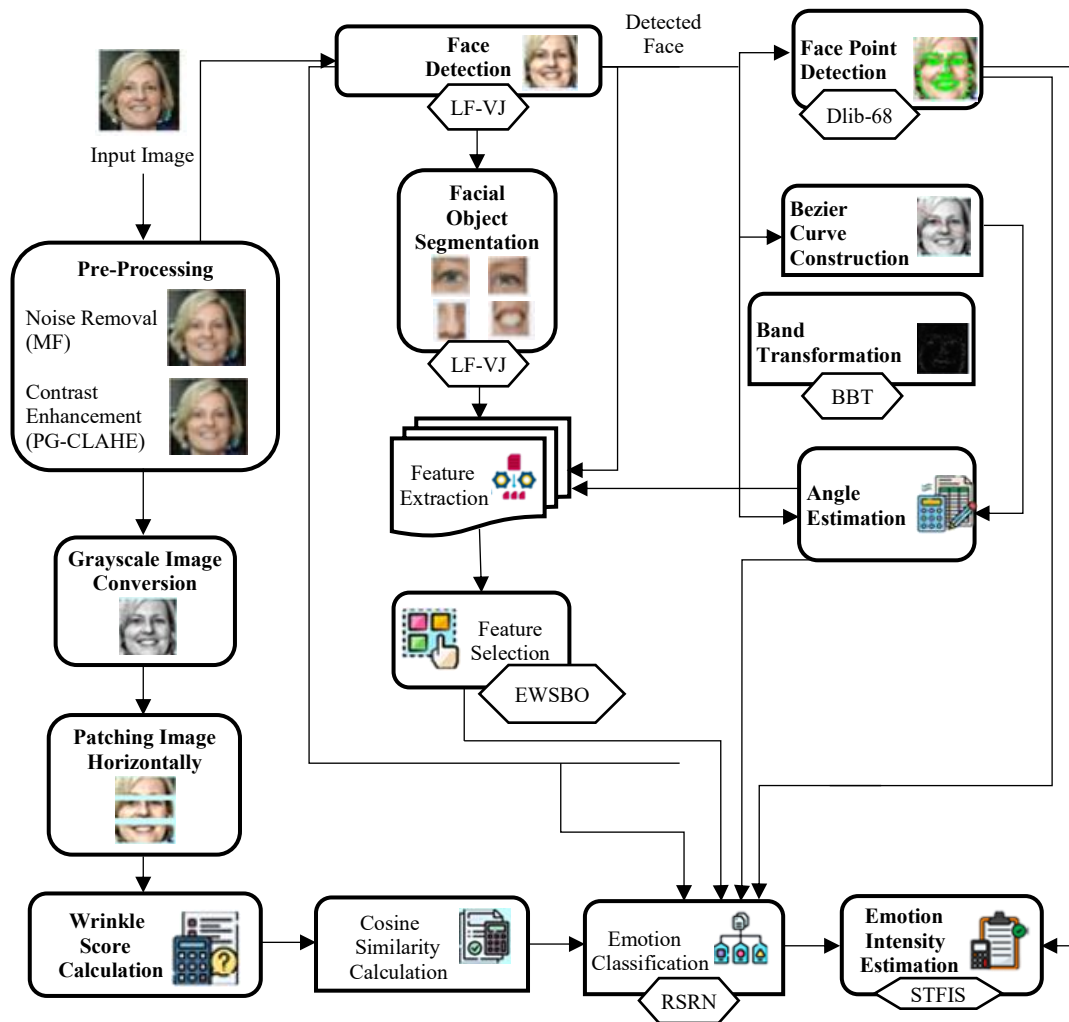 Input Image
Pre-Processing
Noise Removal
(MF)
Contrast
Enhancement
(PG-CLAHE)
Grayscale Image
Conversion
Patching Image
Horizontally
Wrinkle
Score
Calculation
Cosine
Similarity
Calculation
Face
Detection
LF-VJ
Detected
Face
Facial
Object
Segmentation
LF-VJ
Feature
Extraction
Feature
Selection
EWSBO
Face Point
Detection
Dlib-68
Bezier
Curve
Construction
Band
Transformation
BBT
Angle
Estimation
Emotion
Classification
RSRN
Emotion
Intensity
Estimation
STFIS